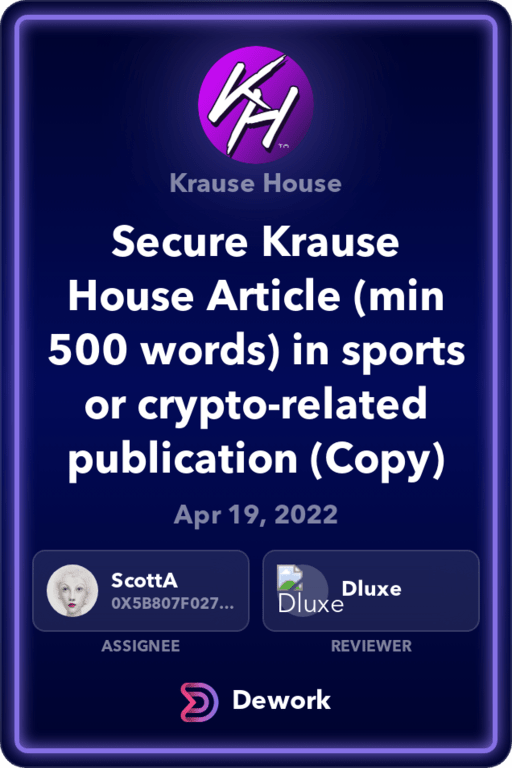 KH
TO
Krause House
Secure Krause
House Article (min
500 words) in sports
or crypto-related
publication (Copy)
Apr 19, 2022
ScottA
0X5B807F027...
Dluxe
Dluxe
ASSIGNEE
REVIEWER
Dework